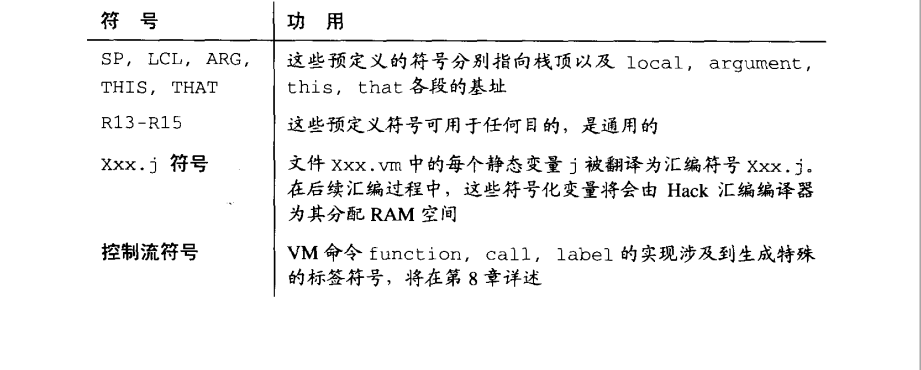 符 号 功 用
SP, LCL, ARG, 这些预定义的符号分别指向栈顶以及 local, argument,
THIS, THAT this, that 各段的基址
R13-R15 这些预定义符号可用于任何目的，是通用的
Xxx.j 符号 文件 Xxx.vm 中的每个静态变量 j 被翻译为汇编符号 Xxx.j。
在后续汇编过程中，这些符号化变量将会由 Hack 汇编编译器
为其分配 RAM 空间
控制流符号 VM 命令 function, call, label 的实现涉及到生成特殊
的标签符号，将在第 8 章详述